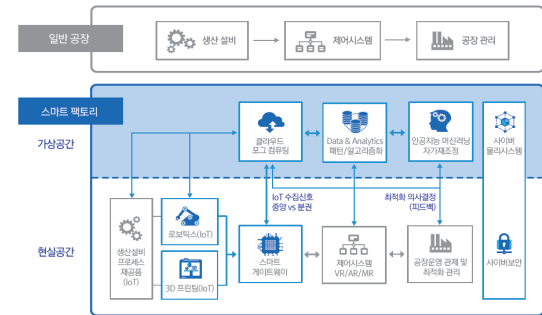 일반 공장
생산 설비
제어시스템
공장 관리
스마트 팩토리
가상공간
클라우드
포그 컴퓨팅
Data & Analytics
패턴/알고리즘화
인공지능 머신러닝
자가재조정
사이버
물리시스템
IoT 수집신호
중앙 vs 분권
최적화 의사결정
(피드백)
현실공간
생산설비
프로세스
재공품
(IoT)
로보틱스(IoT)
3D 프린팅(IoT)
스마트
게이트웨이
제어시스템
VR/AR/MR
공장운영 관제 및
최적화 관리
사이버보안